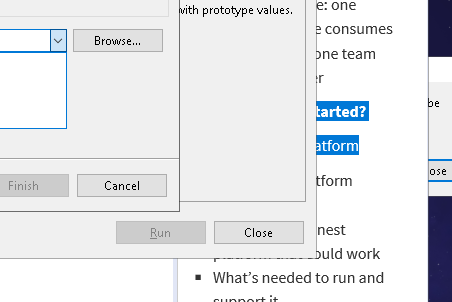 with prototype values.
: one
e consumes
Browse...
one team
er
tarted?
be
atform
tform
ose
Finish
Cancel
nest
Run
Close
platform that could work
What's needed to run and
support it